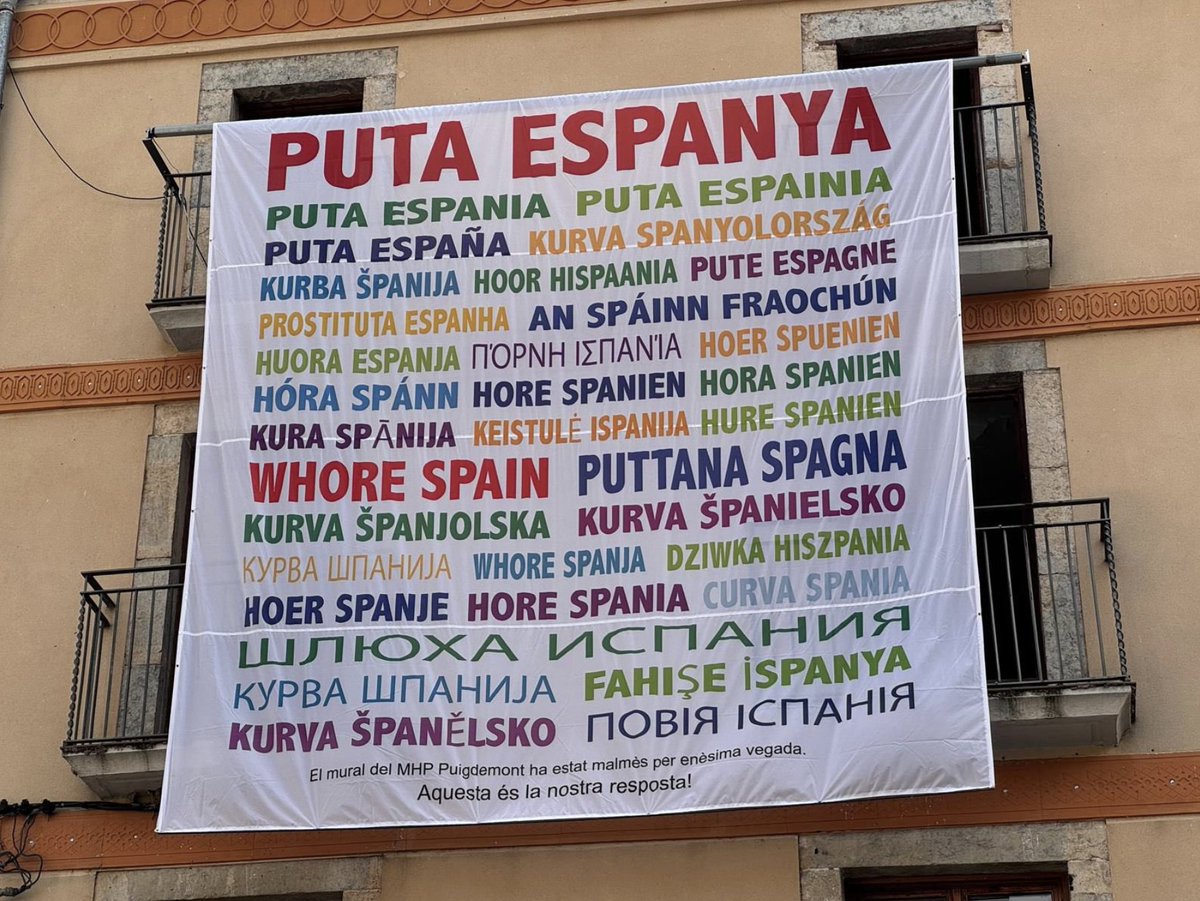 PUTA ESPANYA
PUTA ESPANIA PUTA ESPAINIA
PUTA ESPAÑA KURVA SPANYOLORSZÁG
KURBA ŠPANIJA HOOR HISPAANIA PUTE ESPAGNE
PROSTITUTA ESPANHA AN SPÁINN FRAOCHÚN
HUORA ESPANJA ΠΌΡΝΗ ΙΣΠΑΝΊΑ HOER SPUENIEN
HÓRA SPÁNN HORE SPANIEN HORA SPANIEN
KURA SPĀNIJA KEISTULĖ ISPANIJA HURE SPANIEN
WHORE SPAIN PUTTANA SPAGNA
KURVA ŠPANJOLSKA KURVA ŠPANIELSKO
КУРВА ШПАНИЈА WHORE SPANJA DZIWKA HISZPANIA
HOER SPANJE HORE SPANIA CURVA SPANIA
ШЛЮХА ИСПАНИЯ
КУРВА ШПАНИЈА FAHIŞE İSPANYA
KURVA ŠPANĚLSKO ПОВІЯ ІСПАНІЯ
El mural del MHP Puigdemont ha estat malmès per enèsima vegada.
Aquesta és la nostra resposta!